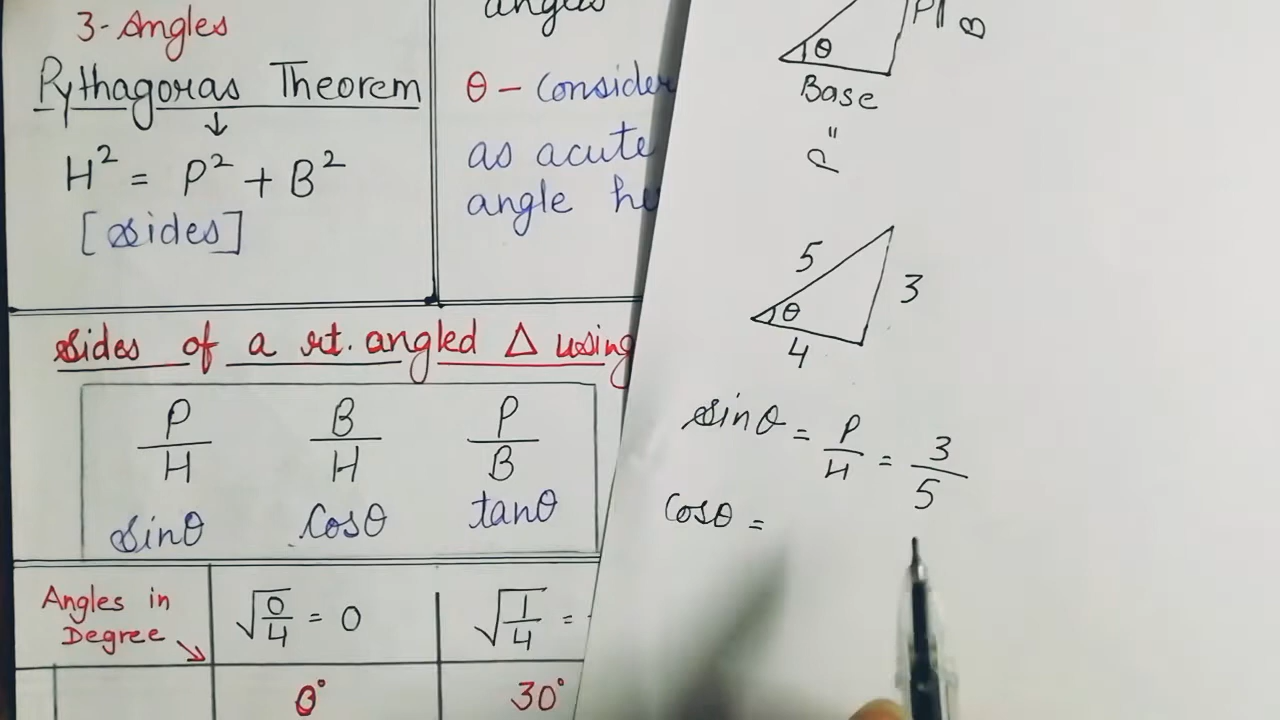 3-Angles
Pythagoras Theorem
↓
H² = P² + B²
[sides]
angles
θ - Consider
as acute
angle
sides of a rt. angled Δ using
P/H B/H P/B
sinθ cosθ tanθ
Angles in
Degree
√(0/4) = 0
√(1/4) =
0°
30°
θ
Base
5
3
θ
4
sinθ = P/H = 3/5
cosθ =